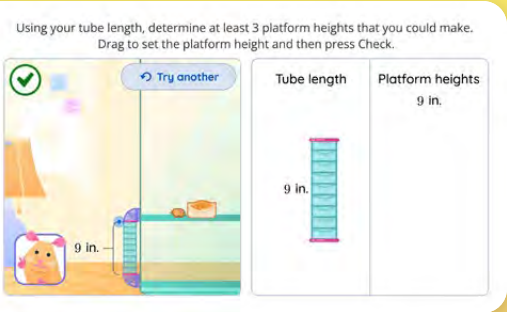 Using your tube length, determine at least 3 platform heights that you could make.
Drag to set the platform height and then press Check.
Try another
Tube length
Platform heights
9 in.
9 in.
9 in.